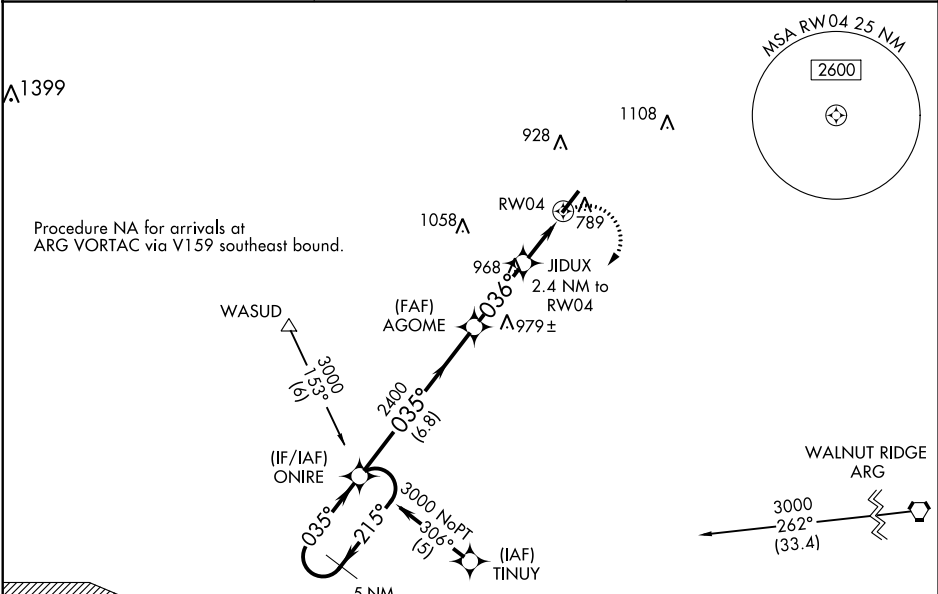 MSA RW04 25 NM
2600
1399
1108
928
RW04
789
1058
Procedure NA for arrivals at
ARG VORTAC via V159 southeast bound.
968
JIDUX
2.4 NM to
RW04
036°
(FAF)
AGOME
979 ±
WASUD
3000
153°
(6)
2400
035°
(6.8)
(IF/IAF)
ONIRE
035°
215°
3000 NoPT
306°
(5)
(IAF)
TINUY
WALNUT RIDGE
ARG
3000
262°
(33.4)
5 NM